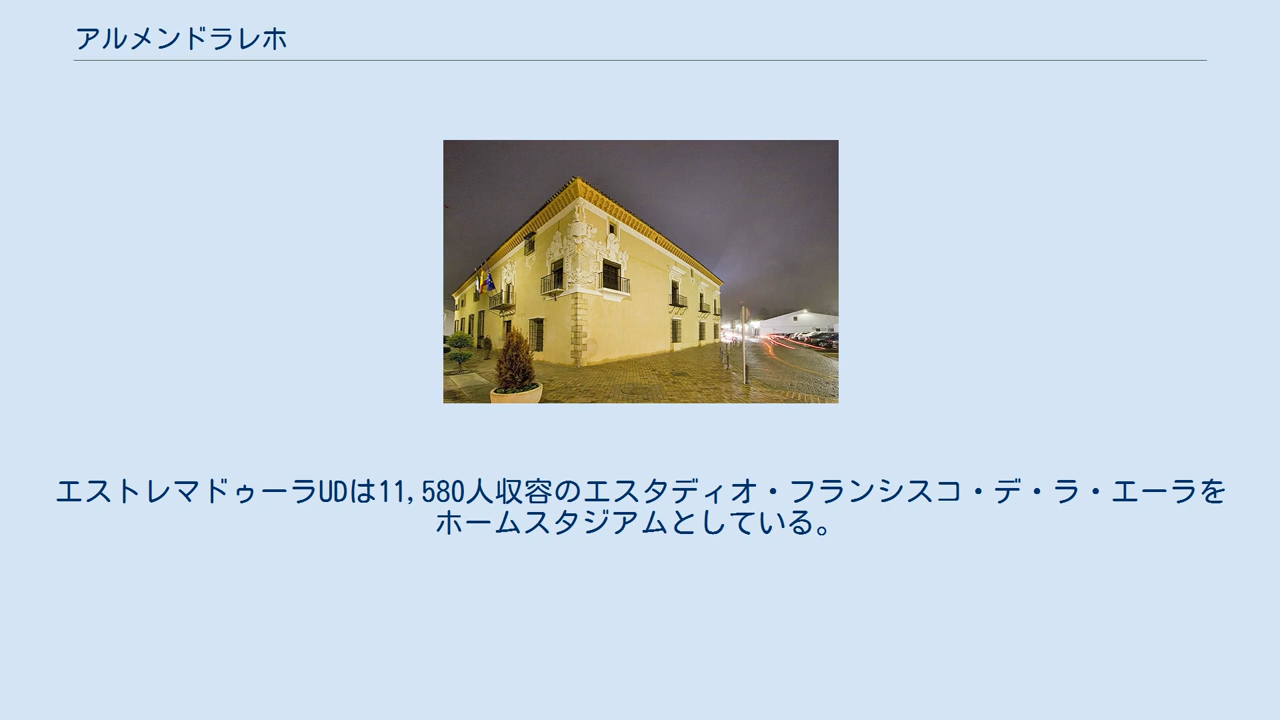 アルメンドラレホ
エストレマドゥーラUDは11,580人収容のエスタディオ・フランシスコ・デ・ラ・エーラを
ホームスタジアムとしている。